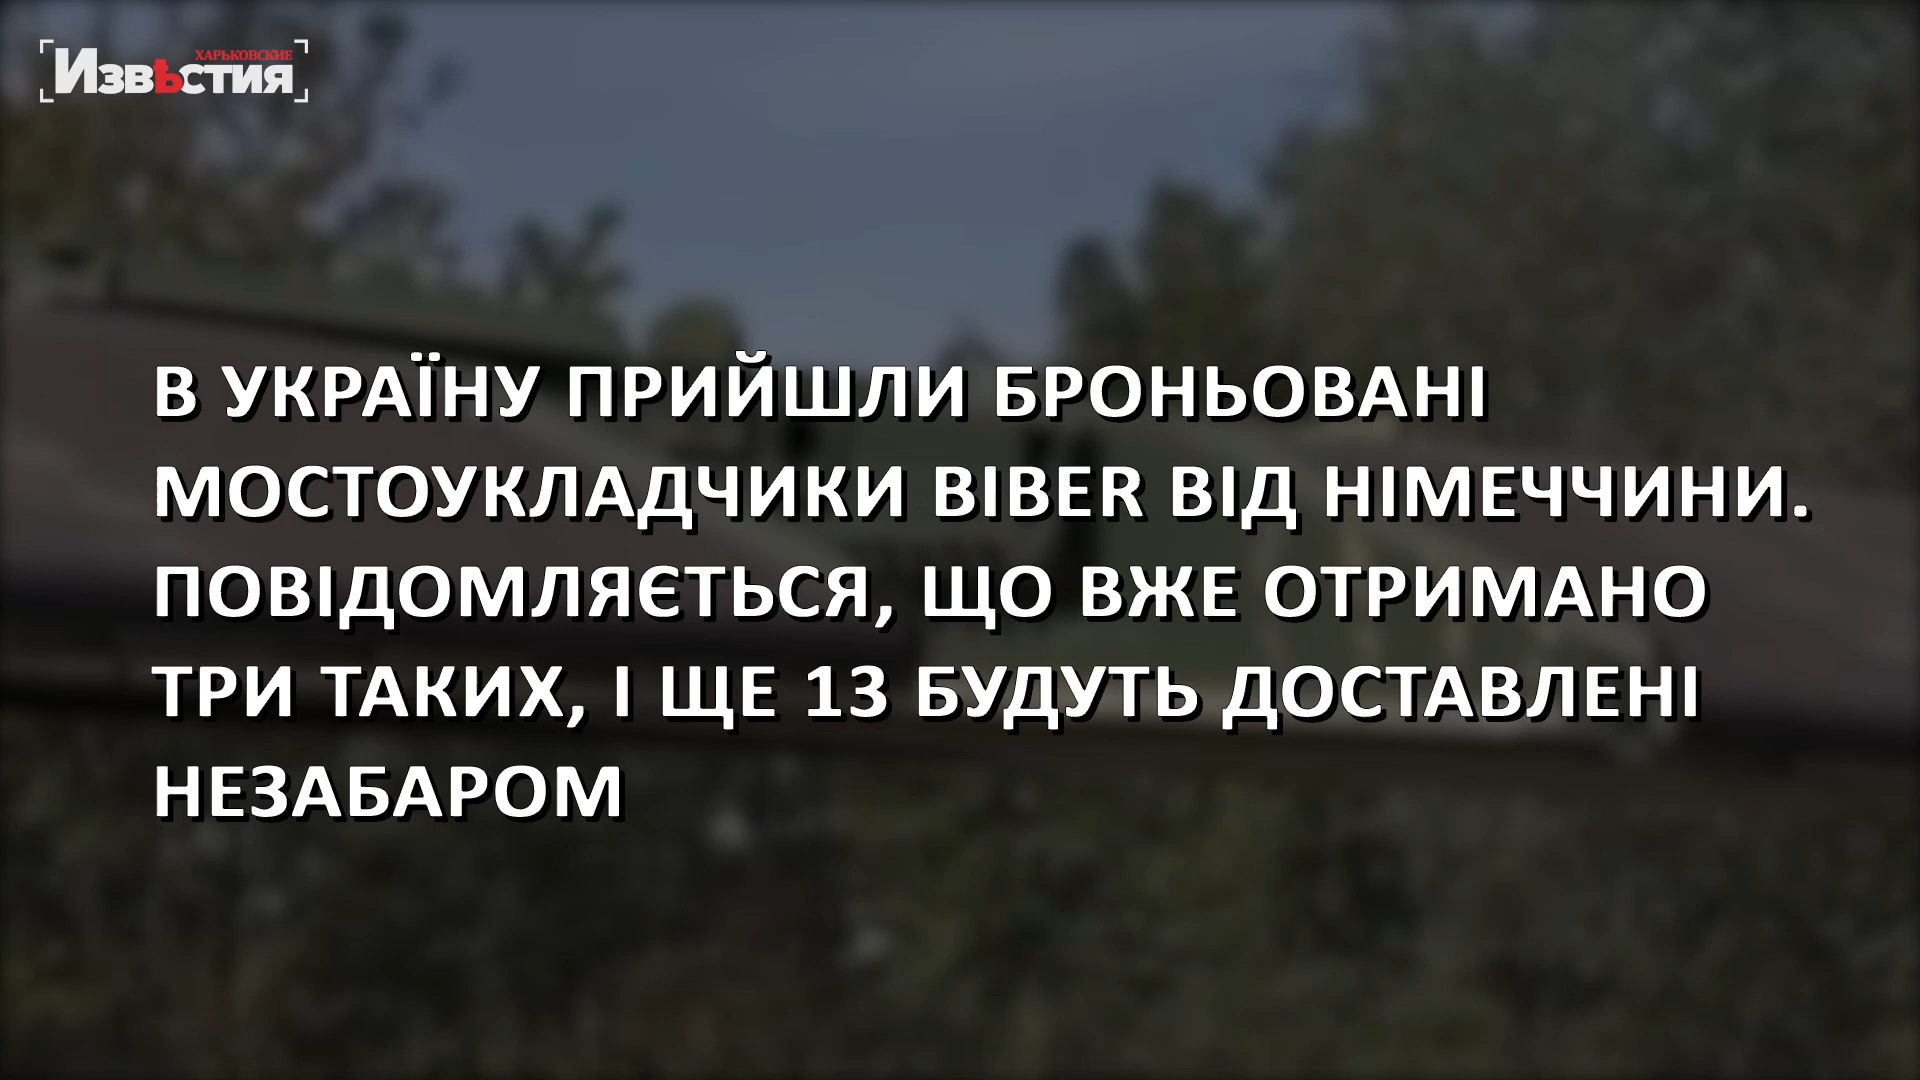 ХАРЬКОВСКИЕ
ИзвѣстиЯ
В УКРАЇНУ ПРИЙШЛИ БРОНЬОВАНІ
МОСТОУКЛАДЧИКИ BIBER ВІД НІМЕЧЧИНИ.
ПОВІДОМЛЯЄТЬСЯ, ЩО ВЖЕ ОТРИМАНО
ТРИ ТАКИХ, І ЩЕ 13 БУДУТЬ ДОСТАВЛЕНІ
НЕЗАБАРОМ